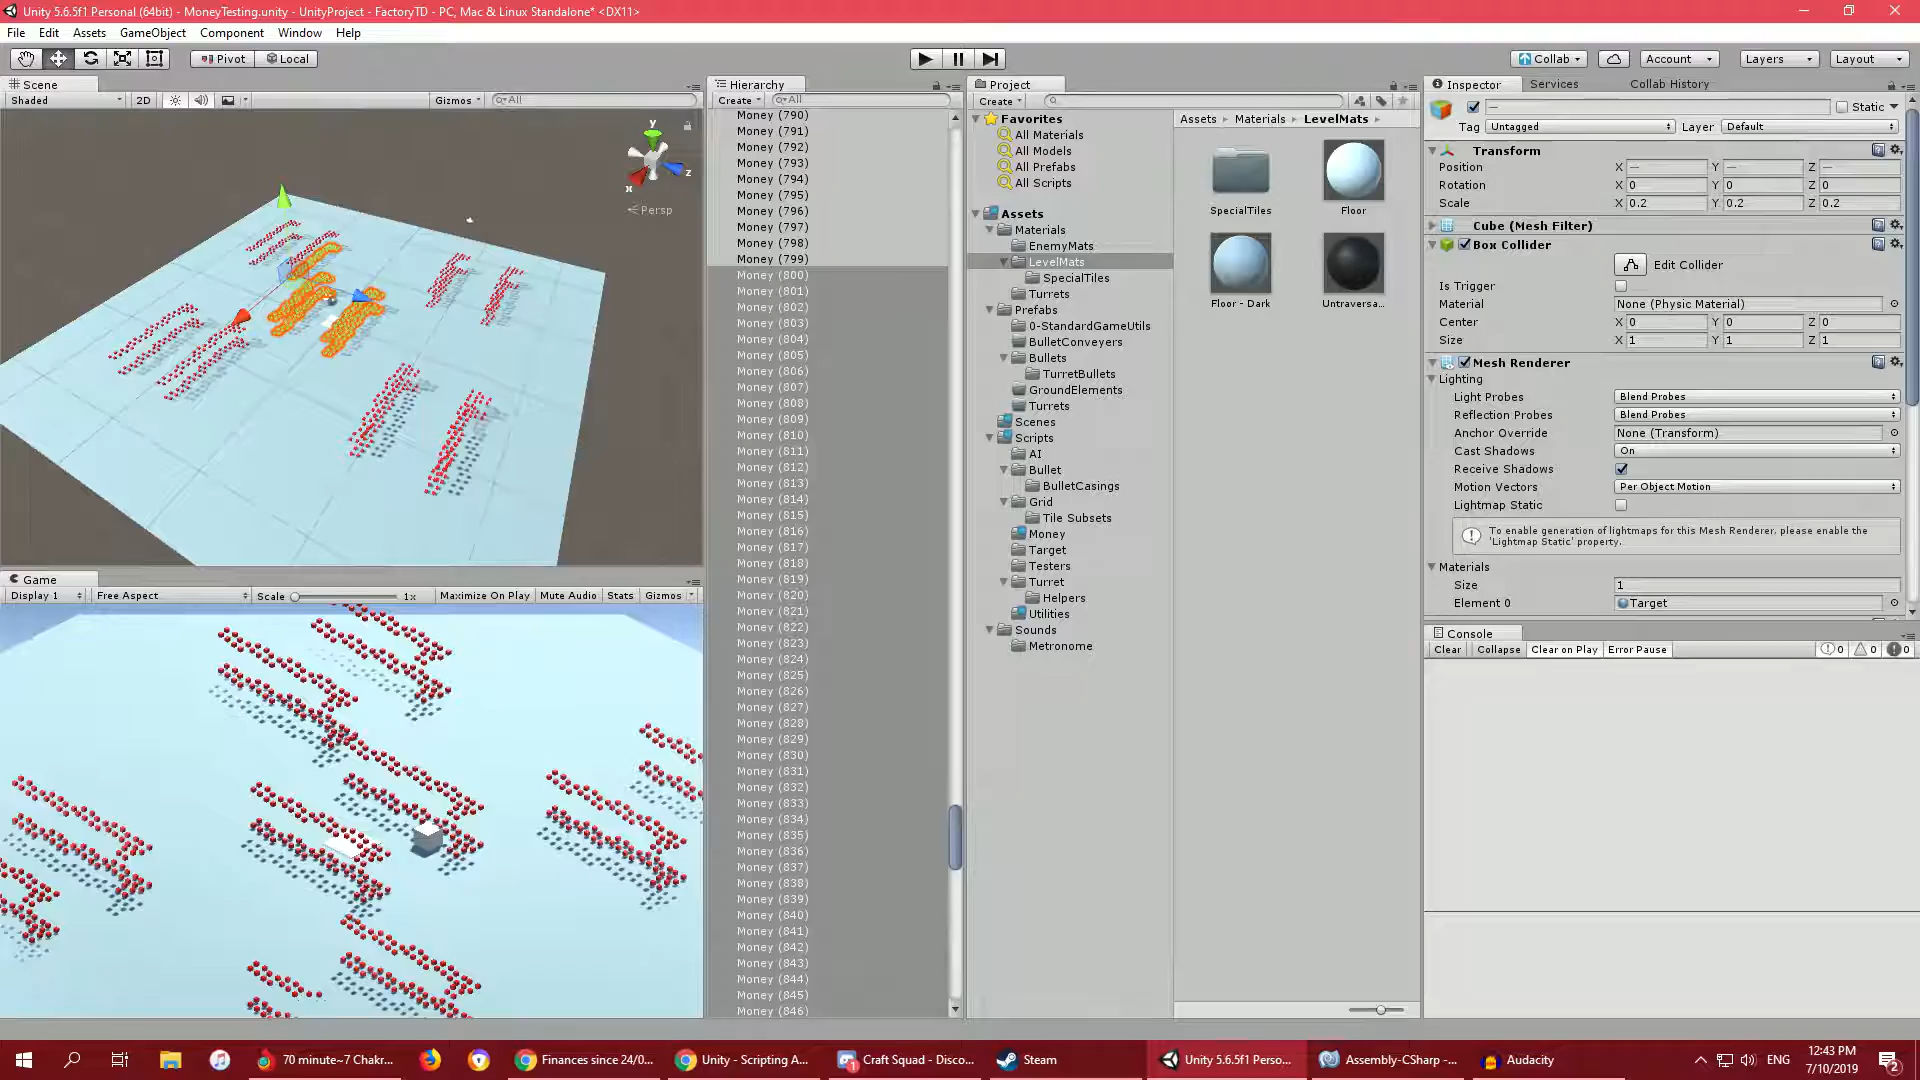 Unity 5.6.5f1 Personal (64bit) - MoneyTesting.unity - UnityProject - FactoryTD - PC, Mac & Linux Standalone* <DX11>
File Edit Assets GameObject Component Window Help
Pivot Local
Collab Account Layers Layout
Scene
Shaded 2D Gizmos All
y
x
z
Persp
Game
Display 1 Free Aspect Scale 1x Maximize On Play Mute Audio Stats Gizmos
Hierarchy
Create All
Money (790)
Money (791)
Money (792)
Money (793)
Money (794)
Money (795)
Money (796)
Money (797)
Money (798)
Money (799)
Money (800)
Money (801)
Money (802)
Money (803)
Money (804)
Money (805)
Money (806)
Money (807)
Money (808)
Money (809)
Money (810)
Money (811)
Money (812)
Money (813)
Money (814)
Money (815)
Money (816)
Money (817)
Money (818)
Money (819)
Money (820)
Money (821)
Money (822)
Money (823)
Money (824)
Money (825)
Money (826)
Money (827)
Money (828)
Money (829)
Money (830)
Money (831)
Money (832)
Money (833)
Money (834)
Money (835)
Money (836)
Money (837)
Money (838)
Money (839)
Money (840)
Money (841)
Money (842)
Money (843)
Money (844)
Money (845)
Money (846)
Project
Create
Favorites
All Materials
All Models
All Prefabs
All Scripts
Assets
Materials
EnemyMats
LevelMats
SpecialTiles
Turrets
Prefabs
0-StandardGameUtils
BulletConveyers
Bullets
TurretBullets
GroundElements
Turrets
Scenes
Scripts
AI
Bullet
BulletCasings
Grid
Tile Subsets
Money
Target
Testers
Turret
Helpers
Utilities
Sounds
Metronome
Assets Materials LevelMats
SpecialTiles Floor
Floor - Dark Untraversa...
Inspector Services Collab History
— Static
Tag Untagged Layer Default
Transform
Position X — Y — Z —
Rotation X 0 Y 0 Z 0
Scale X 0.2 Y 0.2 Z 0.2
Cube (Mesh Filter)
Box Collider
Edit Collider
Is Trigger
Material None (Physic Material)
Center X 0 Y 0 Z 0
Size X 1 Y 1 Z 1
Mesh Renderer
Lighting
Light Probes Blend Probes
Reflection Probes Blend Probes
Anchor Override None (Transform)
Cast Shadows On
Receive Shadows
Motion Vectors Per Object Motion
Lightmap Static
To enable generation of lightmaps for this Mesh Renderer, please enable the
'Lightmap Static' property.
Materials
Size 1
Element 0 Target
Console
Clear Collapse Clear on Play Error Pause 0 0 0
70 minute~7 Chakr... Finances since 24/0... Unity - Scripting A... Craft Squad - Disco... 1 Steam Unity 5.6.5f1 Perso... Assembly-CSharp -... Audacity ENG
12:43 PM
7/10/2019
2